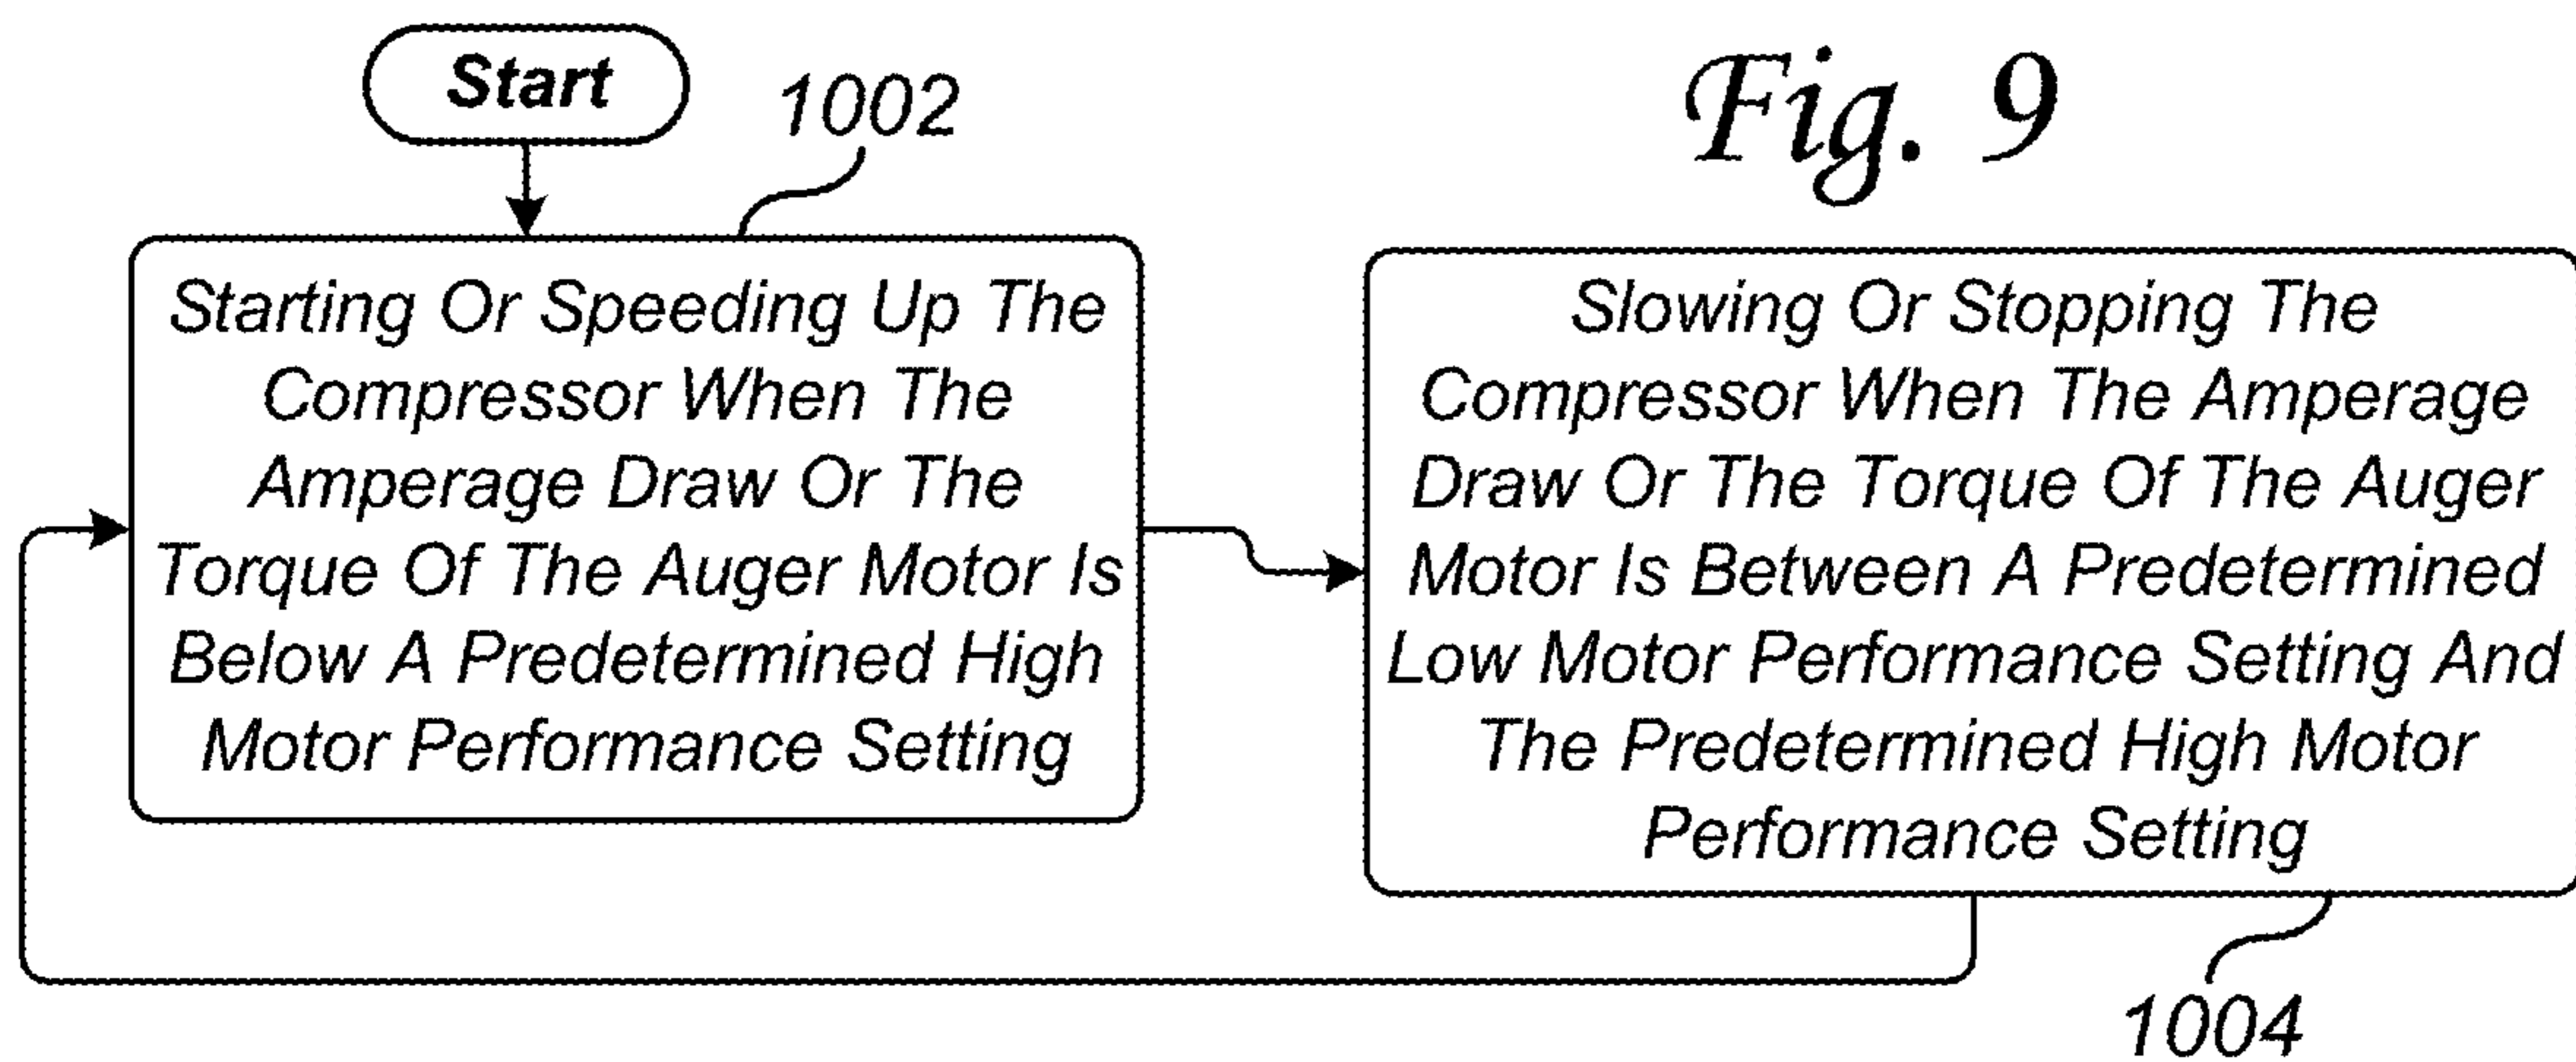 Start
1002
Fig. 9
Starting Or Speeding Up The
Compressor When The
Amperage Draw Or The
Torque Of The Auger Motor Is
Below A Predetermined High
Motor Performance Setting
Slowing Or Stopping The
Compressor When The Amperage
Draw Or The Torque Of The Auger
Motor Is Between A Predetermined
Low Motor Performance Setting And
The Predetermined High Motor
Performance Setting
1004